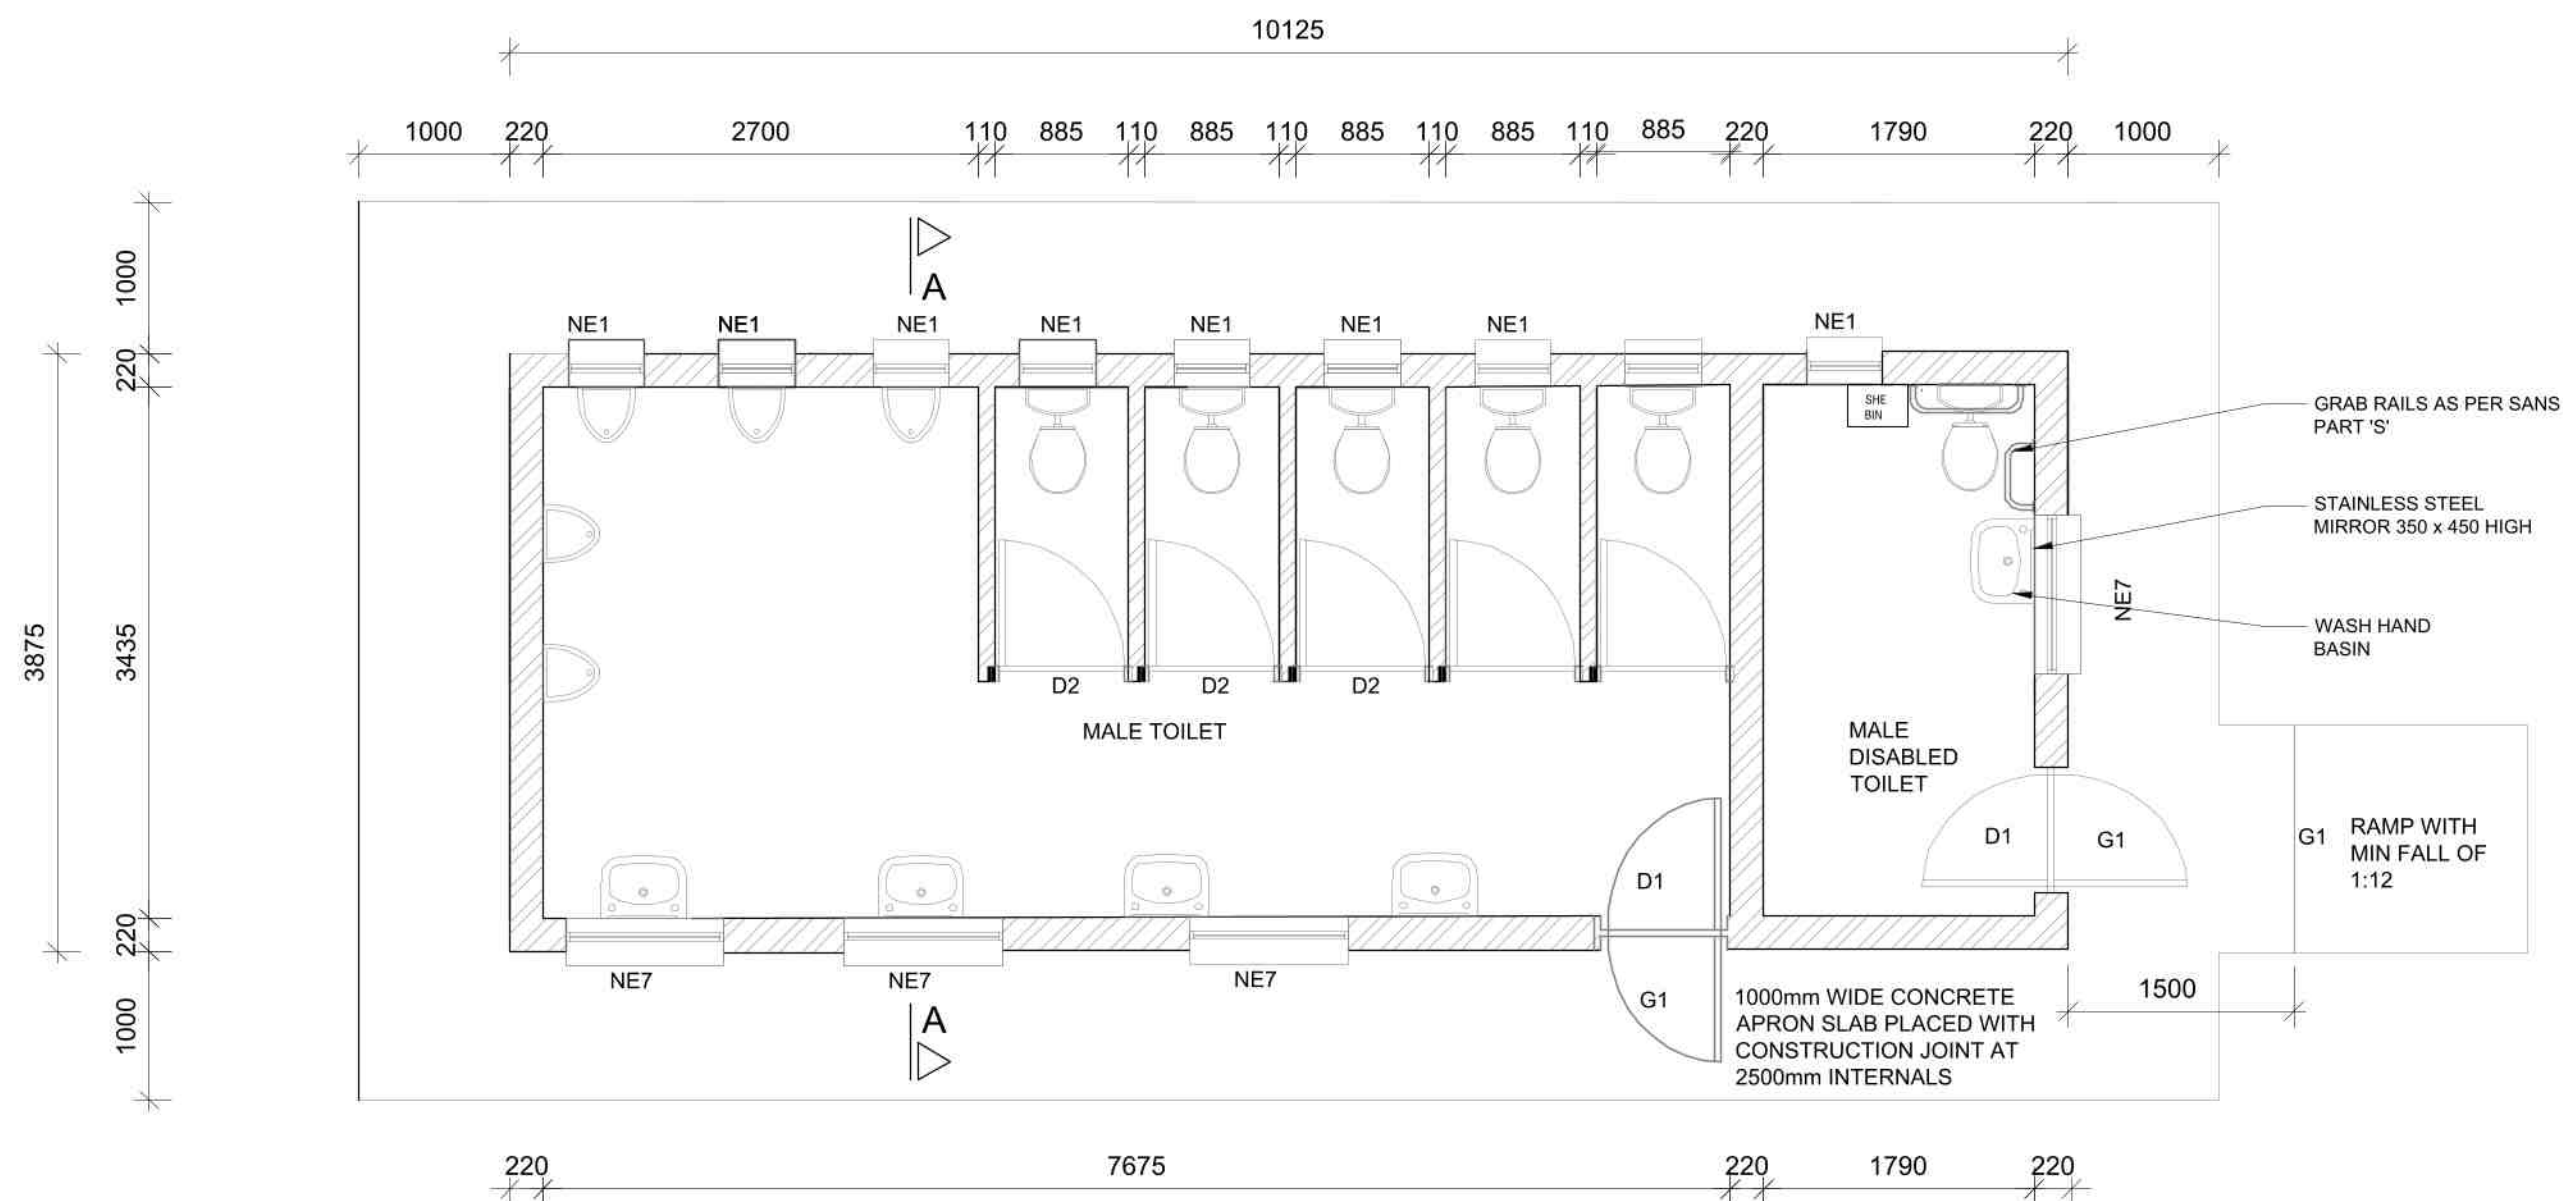 10125
1000 220 2700 110 885 110 885 110 885 110 885 110 885 220 1790 220 1000
A
NE1 NE1 NE1 NE1 NE1 NE1 NE1 NE1
SHE
BIN
GRAB RAILS AS PER SANS
PART 'S'
STAINLESS STEEL
MIRROR 350 x 450 HIGH
NE7
WASH HAND
BASIN
1000
220
3435
220
1000
3875
D2 D2 D2
MALE TOILET
MALE
DISABLED
TOILET
D1 G1
G1
RAMP WITH
MIN FALL OF
1:12
D1
G1
NE7 NE7 NE7
A
1000mm WIDE CONCRETE
APRON SLAB PLACED WITH
CONSTRUCTION JOINT AT
2500mm INTERNALS
1500
220 7675 220 1790 220